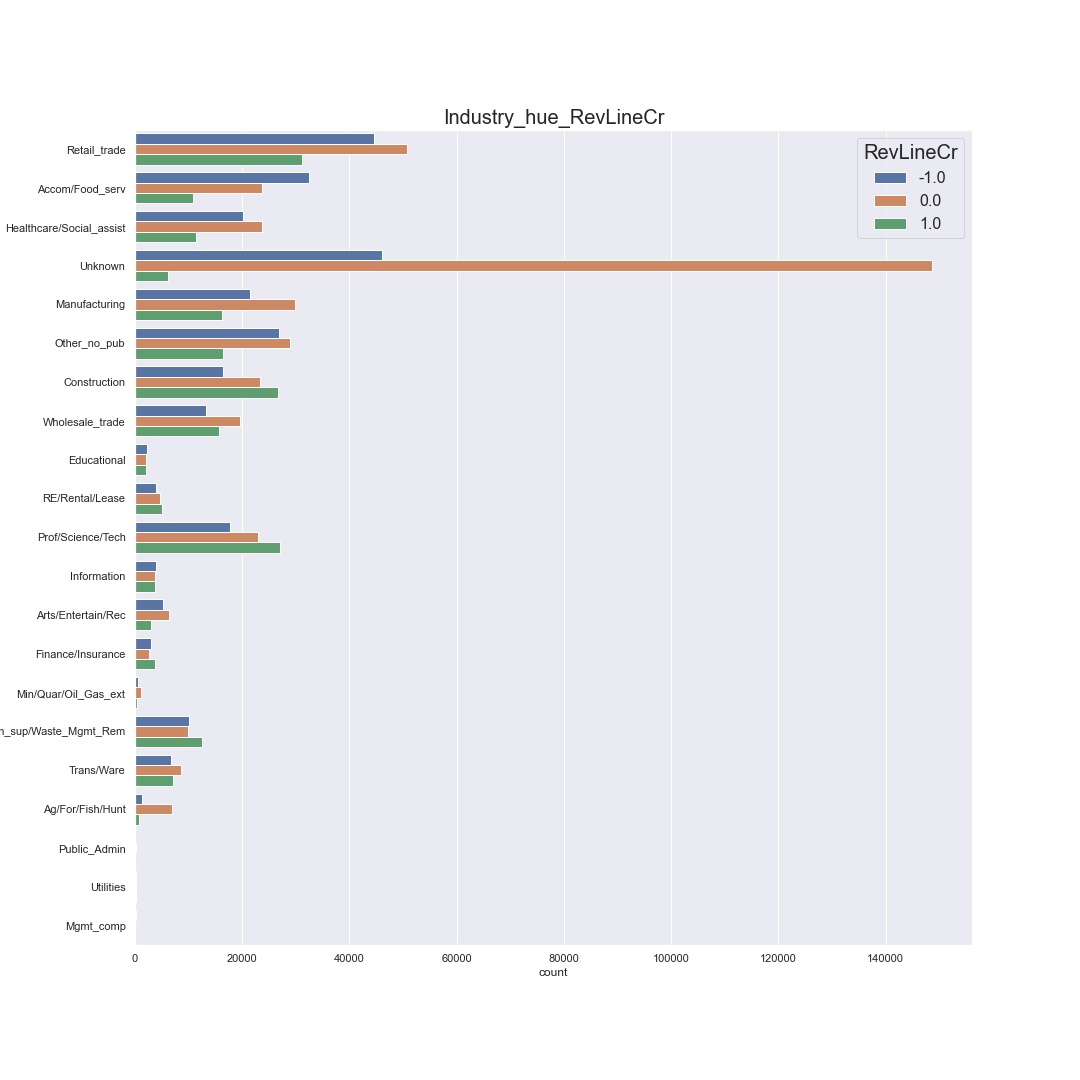 Industry_hue_RevLineCr
RevLineCr
-1.0
0.0
1.0
Retail_trade
Accom/Food_serv
Healthcare/Social_assist
Unknown
Manufacturing
Other_no_pub
Construction
Wholesale_trade
Educational
RE/Rental/Lease
Prof/Science/Tech
Information
Arts/Entertain/Rec
Finance/Insurance
Min/Quar/Oil_Gas_ext
n_sup/Waste_Mgmt_Rem
Trans/Ware
Ag/For/Fish/Hunt
Public_Admin
Utilities
Mgmt_comp
0 20000 40000 60000 80000 100000 120000 140000
count